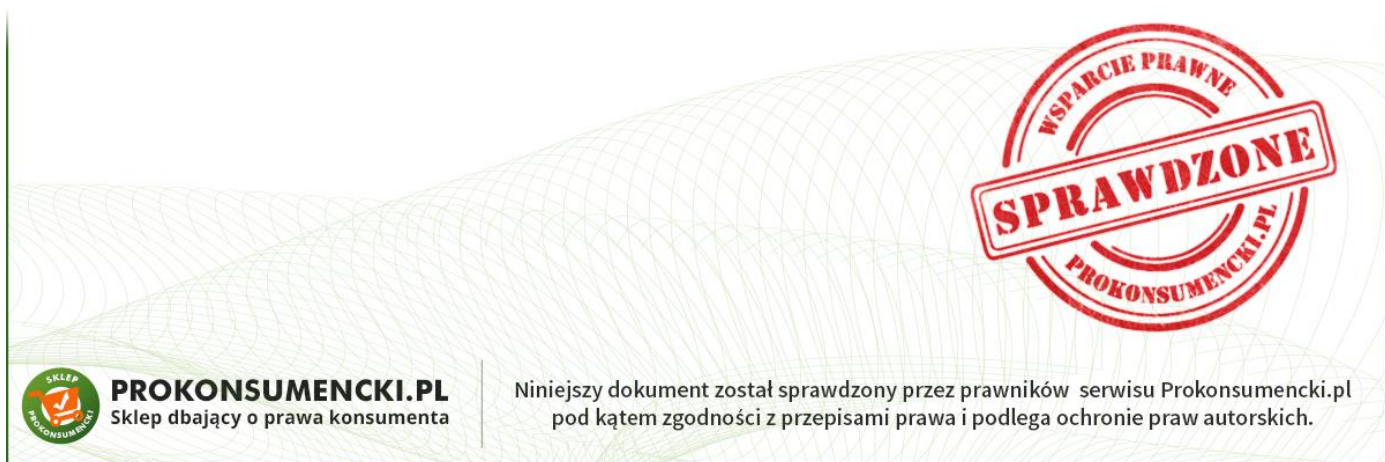 WSPARCIE PRAWNE
SPRAWDZONE
PROKONSUMENCKI.PL
SKLEP
PROKONSUMENCKI
PROKONSUMENCKI.PL
Sklep dbający o prawa konsumenta
Niniejszy dokument został sprawdzony przez prawników serwisu Prokonsumencki.pl
pod kątem zgodności z przepisami prawa i podlega ochronie praw autorskich.